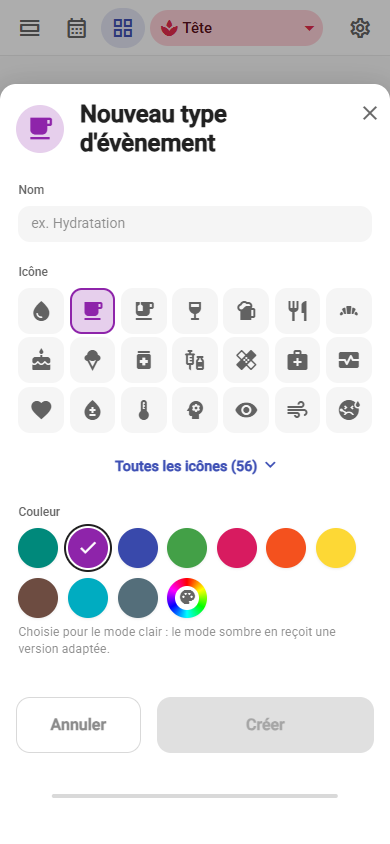 Tête
Nouveau type
d'évènement
Nom
ex. Hydratation
Icône
Toutes les icônes (56)
Couleur
Choisie pour le mode clair : le mode sombre en reçoit une
version adaptée.
Annuler
Créer